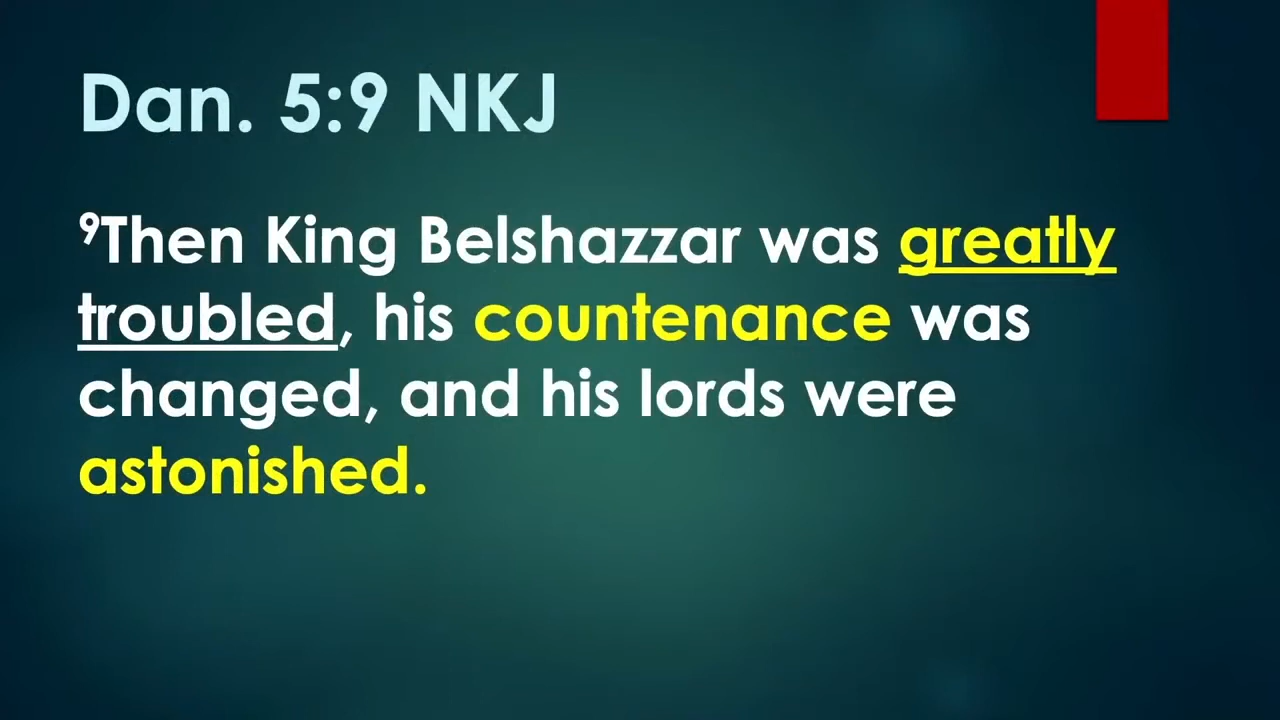 Dan. 5:9 NKJ
⁹Then King Belshazzar was greatly
troubled, his countenance was
changed, and his lords were
astonished.